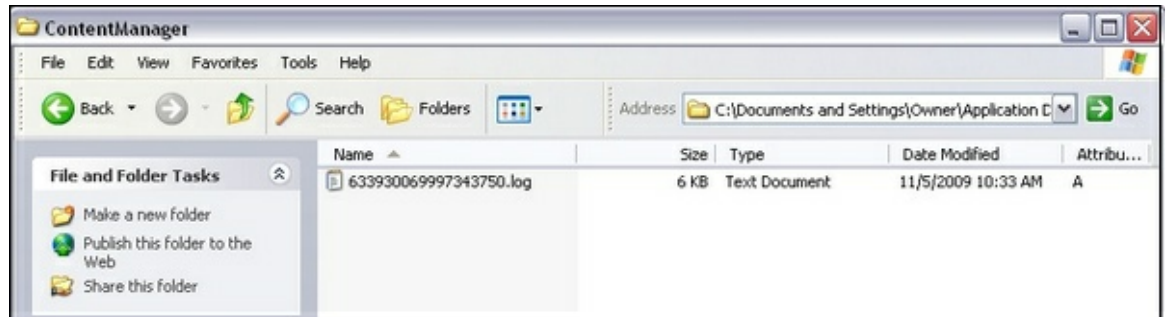 ContentManager
File Edit View Favorites Tools Help
Back Search Folders Address C:\Documents and Settings\Owner\Application D Go
File and Folder Tasks
Make a new folder
Publish this folder to the
Web
Share this folder
Name Size Type Date Modified Attribu...
633930069997343750.log 6 KB Text Document 11/5/2009 10:33 AM A